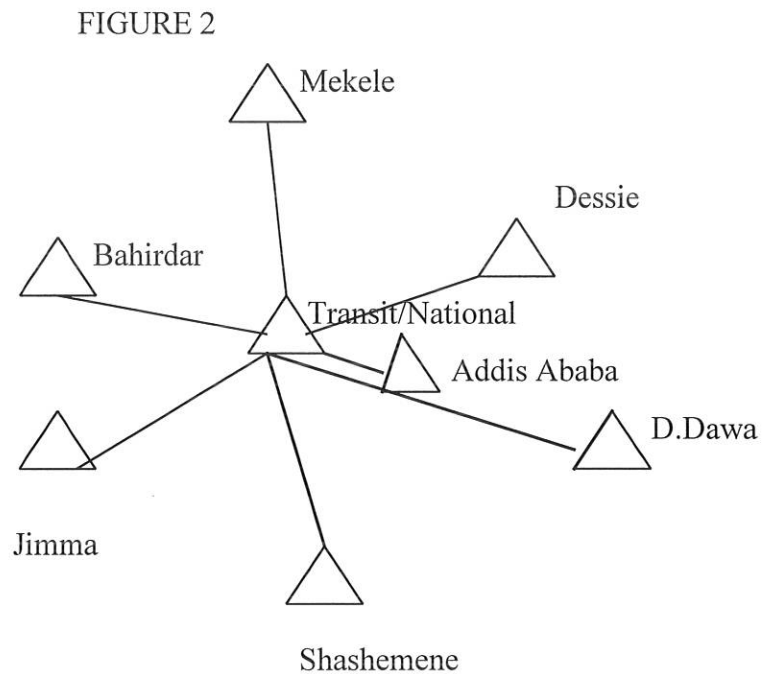 FIGURE 2
Mekele
Dessie
Bahirdar
Transit/National
Addis Ababa
D.Dawa
Jimma
Shashemene